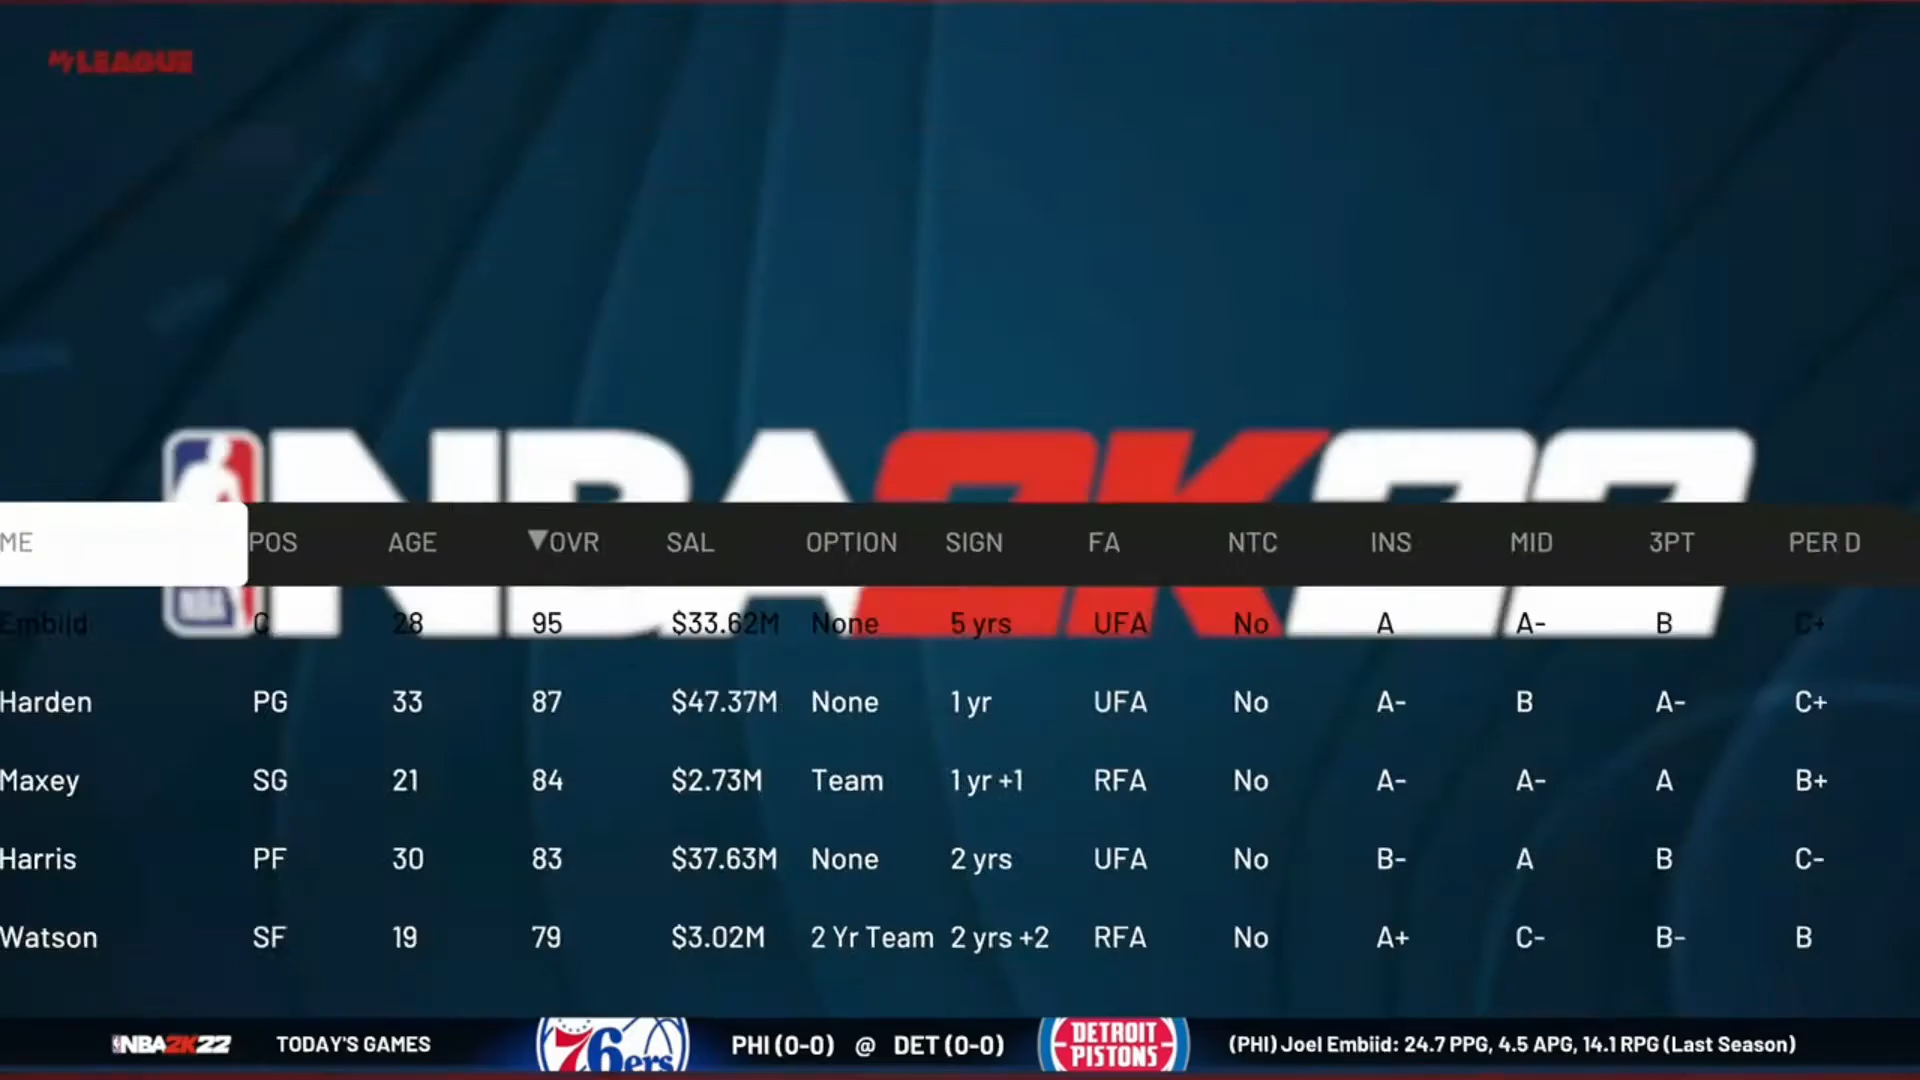 MyLEAGUE
NBA2K22
ME POS AGE ▼OVR SAL OPTION SIGN FA NTC INS MID 3PT PER D
Embiid C 28 95 $33.62M None 5 yrs UFA No A A- B C+
Harden PG 33 87 $47.37M None 1 yr UFA No A- B A- C+
Maxey SG 21 84 $2.73M Team 1 yr +1 RFA No A- A- A B+
Harris PF 30 83 $37.63M None 2 yrs UFA No B- A B C-
Watson SF 19 79 $3.02M 2 Yr Team 2 yrs +2 RFA No A+ C- B- B
NBA2K22 TODAY'S GAMES 76ers PHI (0-0) @ DET (0-0) DETROIT PISTONS (PHI) Joel Embiid: 24.7 PPG, 4.5 APG, 14.1 RPG (Last Season)